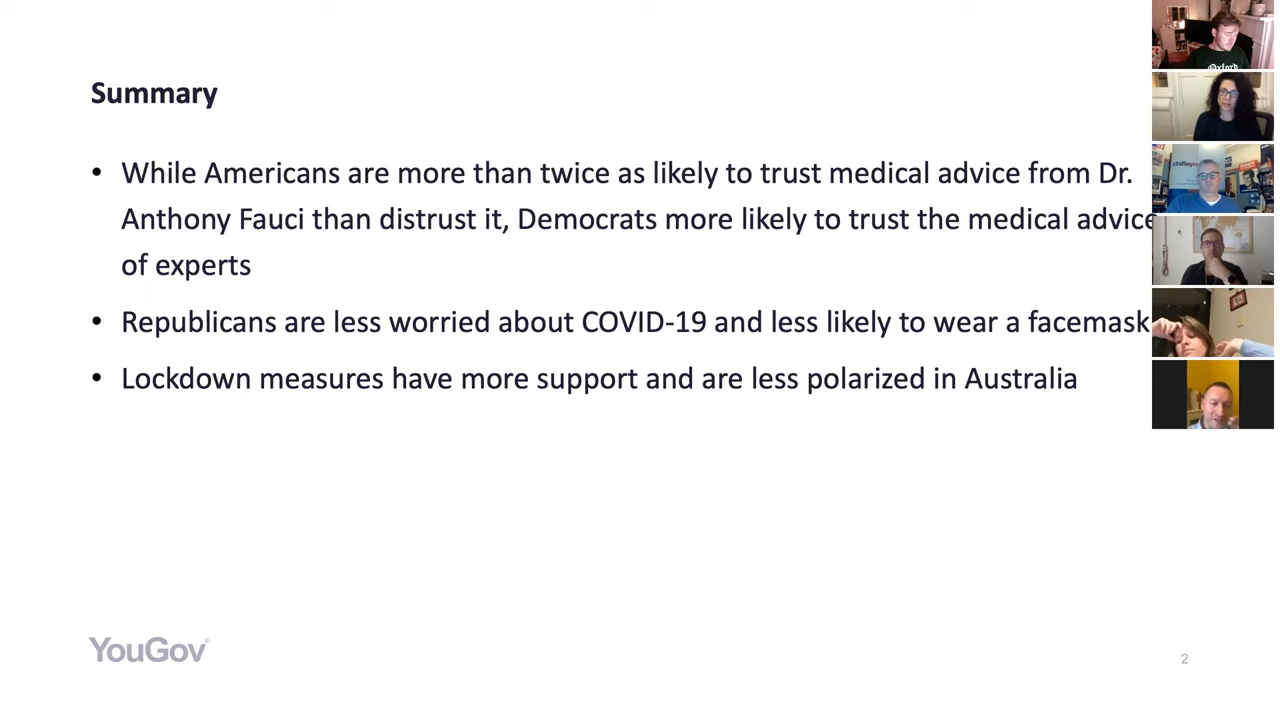 Summary
• While Americans are more than twice as likely to trust medical advice from Dr.
Anthony Fauci than distrust it, Democrats more likely to trust the medical advice
of experts
• Republicans are less worried about COVID-19 and less likely to wear a facemask
• Lockdown measures have more support and are less polarized in Australia
YouGov®
2
Oxford